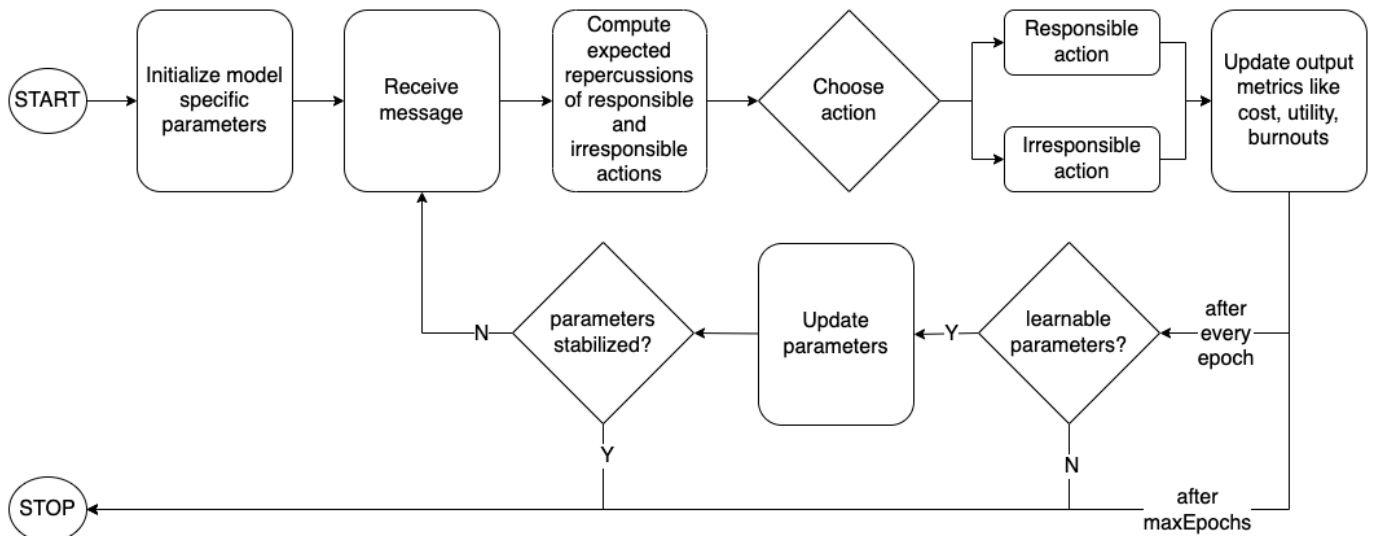 START
Initialize model
specific
parameters
Receive
message
Compute
expected
repercussions
of responsible
and
irresponsible
actions
Choose
action
Responsible
action
Irresponsible
action
Update output
metrics like
cost, utility,
burnouts
after
every
epoch
learnable
parameters?
Y
N
Update
parameters
parameters
stabilized?
N
Y
after
maxEpochs
STOP